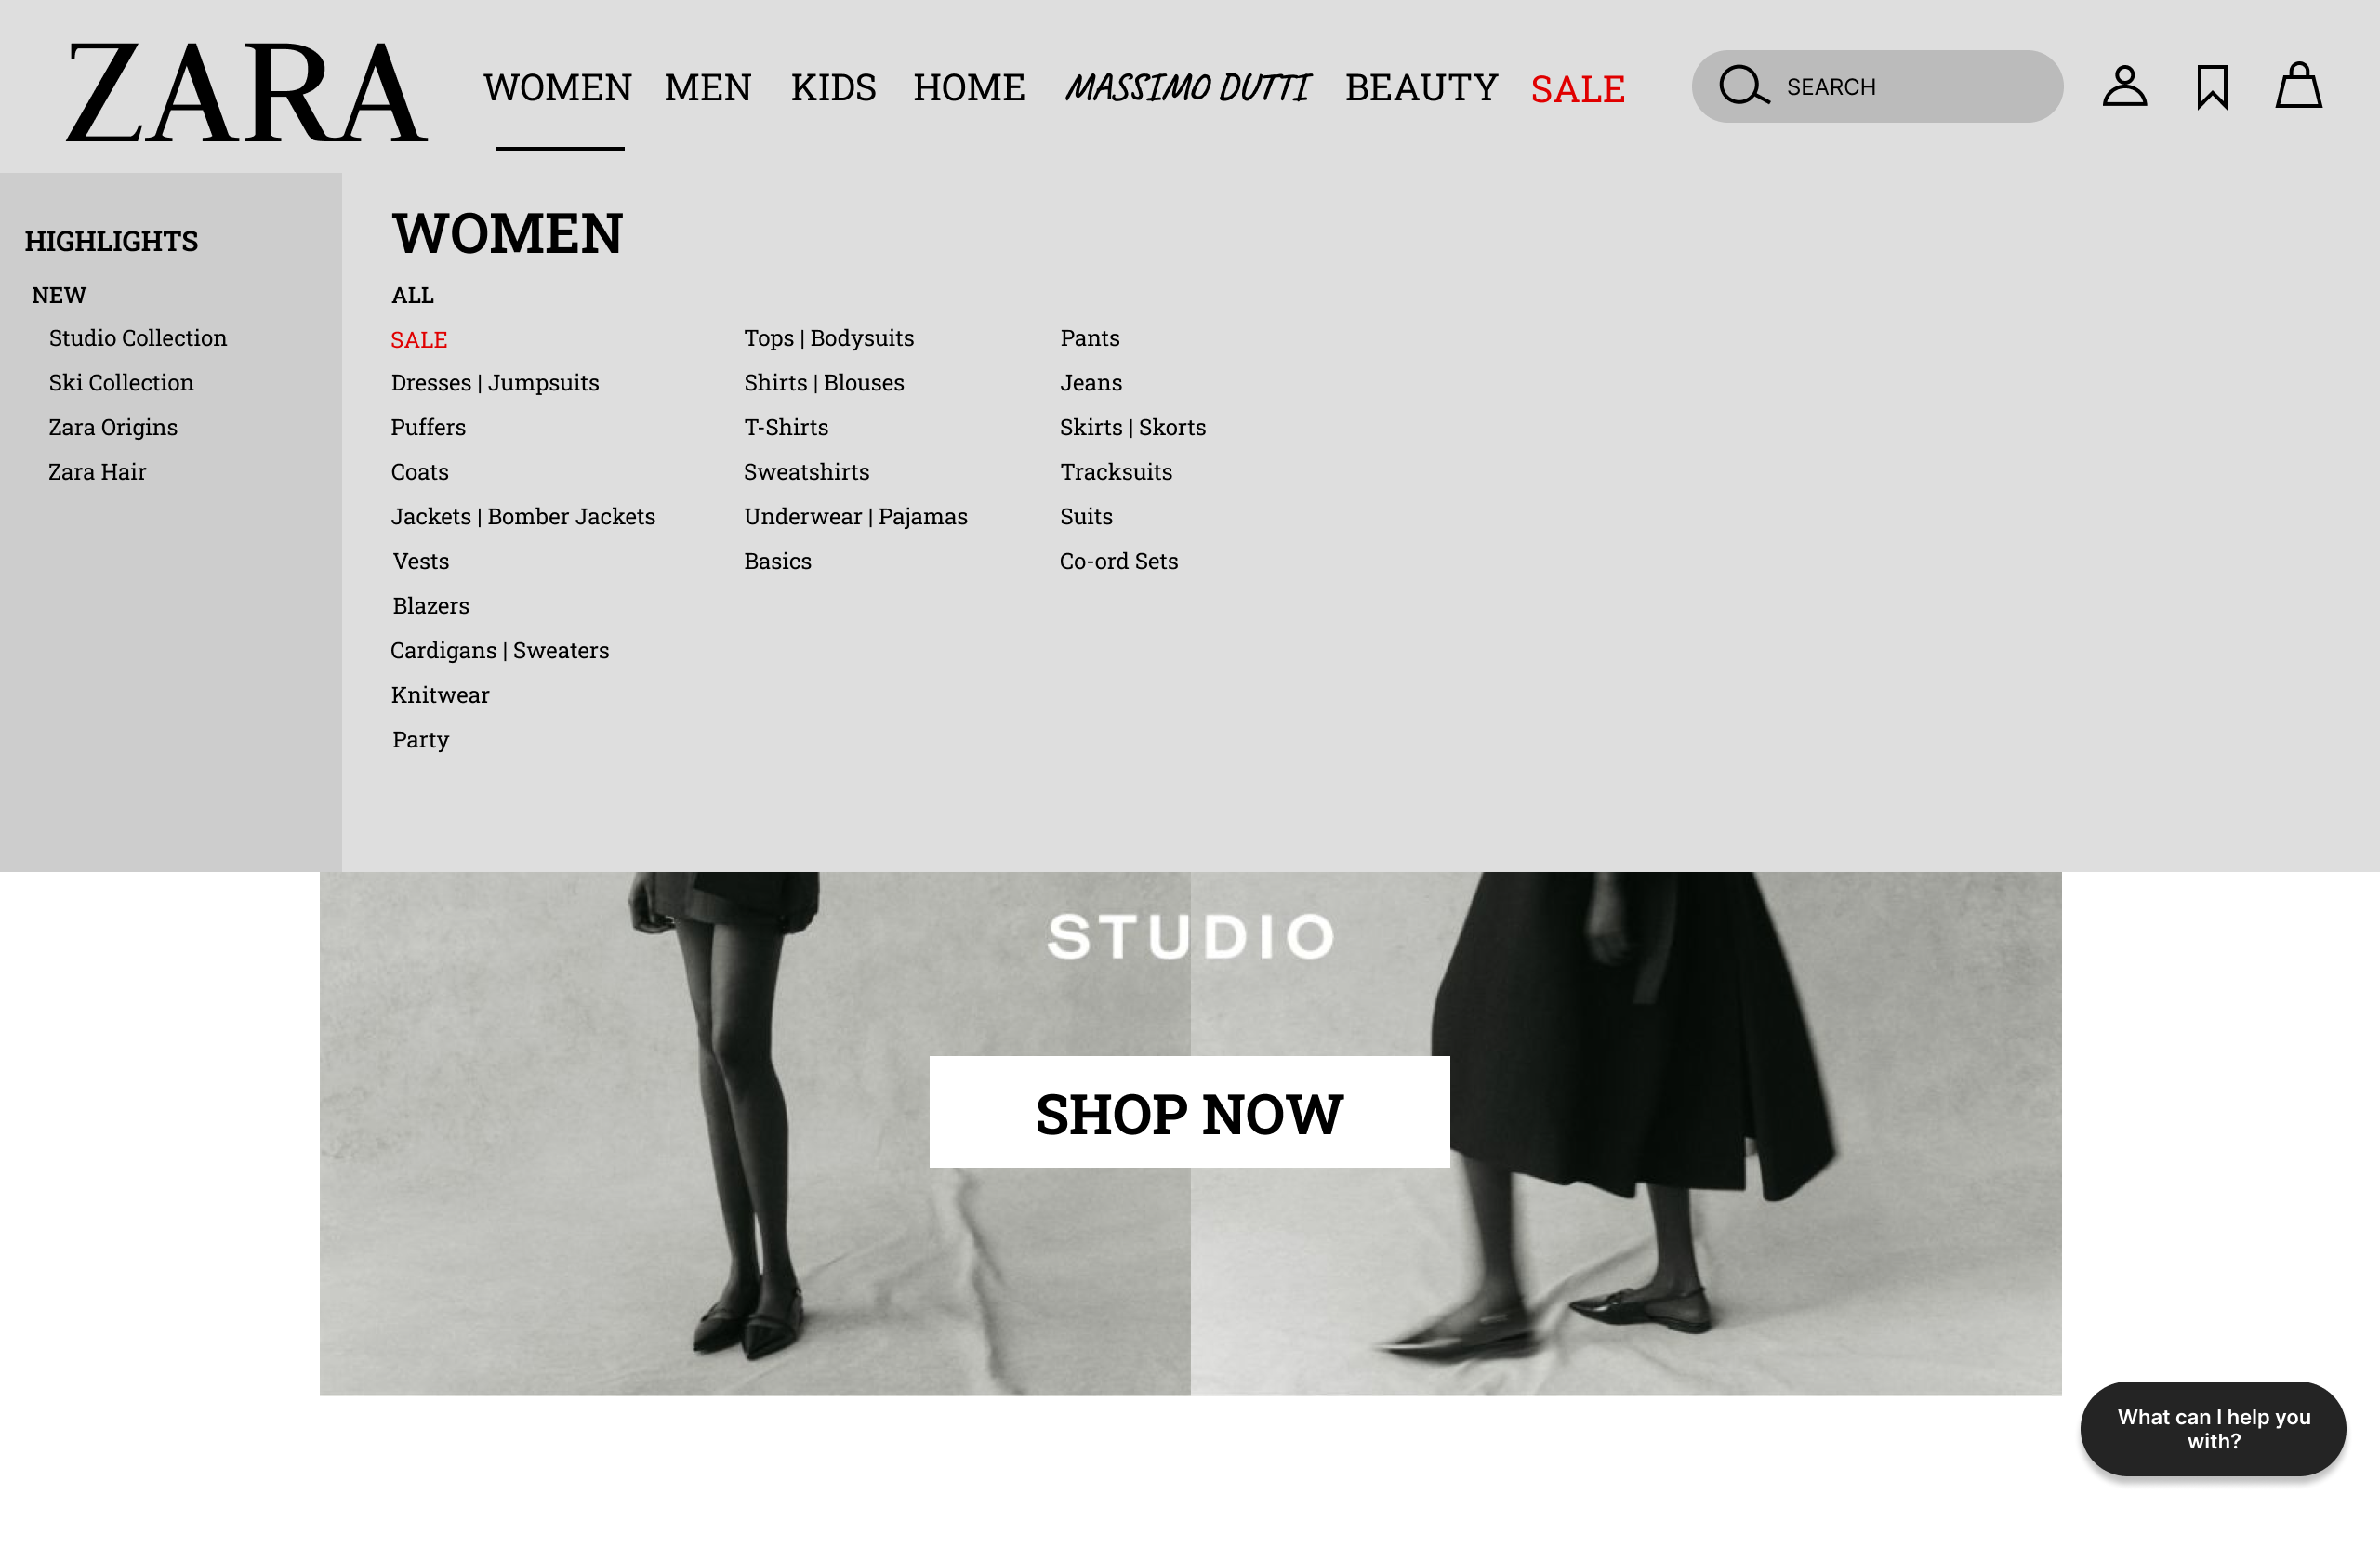 ZARA
WOMEN
MEN
KIDS
HOME
MASSIMO DUTTI
BEAUTY
SALE
SEARCH
HIGHLIGHTS
NEW
Studio Collection
Ski Collection
Zara Origins
Zara Hair
WOMEN
ALL
SALE
Dresses | Jumpsuits
Puffers
Coats
Jackets | Bomber Jackets
Vests
Blazers
Cardigans | Sweaters
Knitwear
Party
Tops | Bodysuits
Shirts | Blouses
T-Shirts
Sweatshirts
Underwear | Pajamas
Basics
Pants
Jeans
Skirts | Skorts
Tracksuits
Suits
Co-ord Sets
STUDIO
SHOP NOW
What can I help you
with?